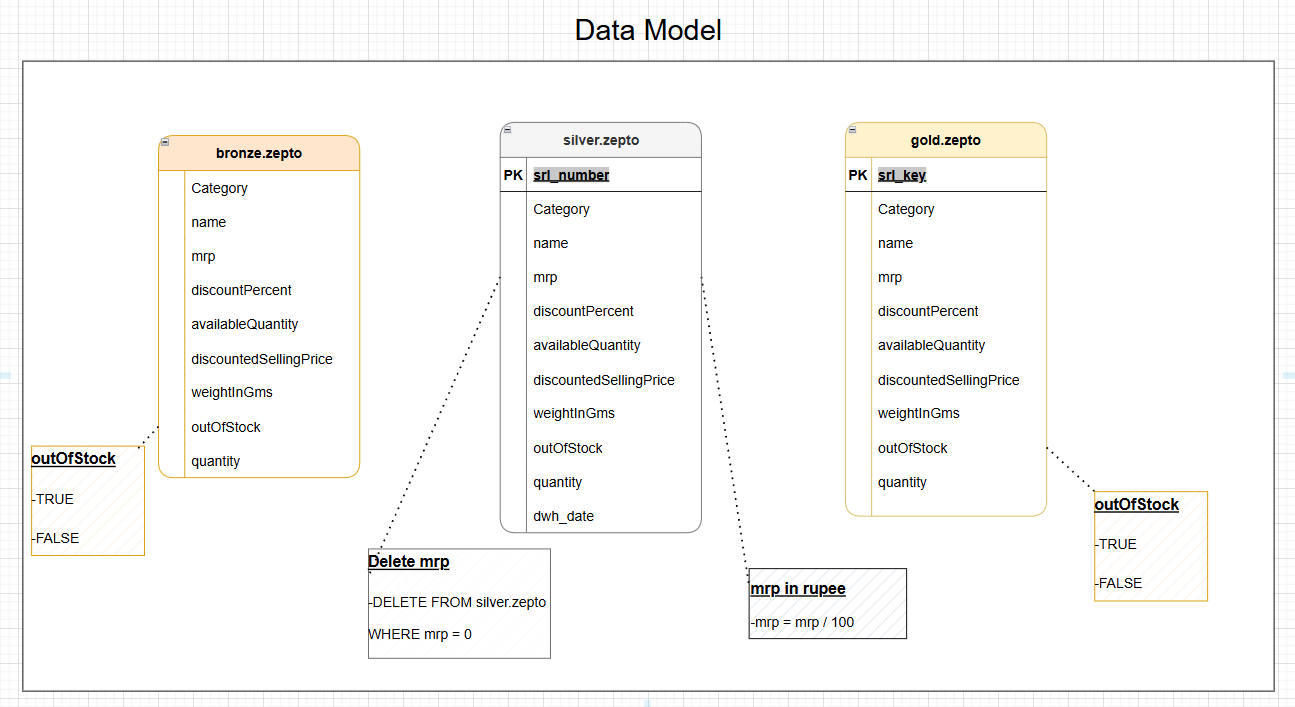 Data Model
bronze.zepto
Category
name
mrp
discountPercent
availableQuantity
discountedSellingPrice
weightInGms
outOfStock
quantity
outOfStock
-TRUE
-FALSE
silver.zepto
PK srl_number
Category
name
mrp
discountPercent
availableQuantity
discountedSellingPrice
weightInGms
outOfStock
quantity
dwh_date
Delete mrp
-DELETE FROM silver.zepto
WHERE mrp = 0
mrp in rupee
-mrp = mrp / 100
gold.zepto
PK srl_key
Category
name
mrp
discountPercent
availableQuantity
discountedSellingPrice
weightInGms
outOfStock
quantity
outOfStock
-TRUE
-FALSE